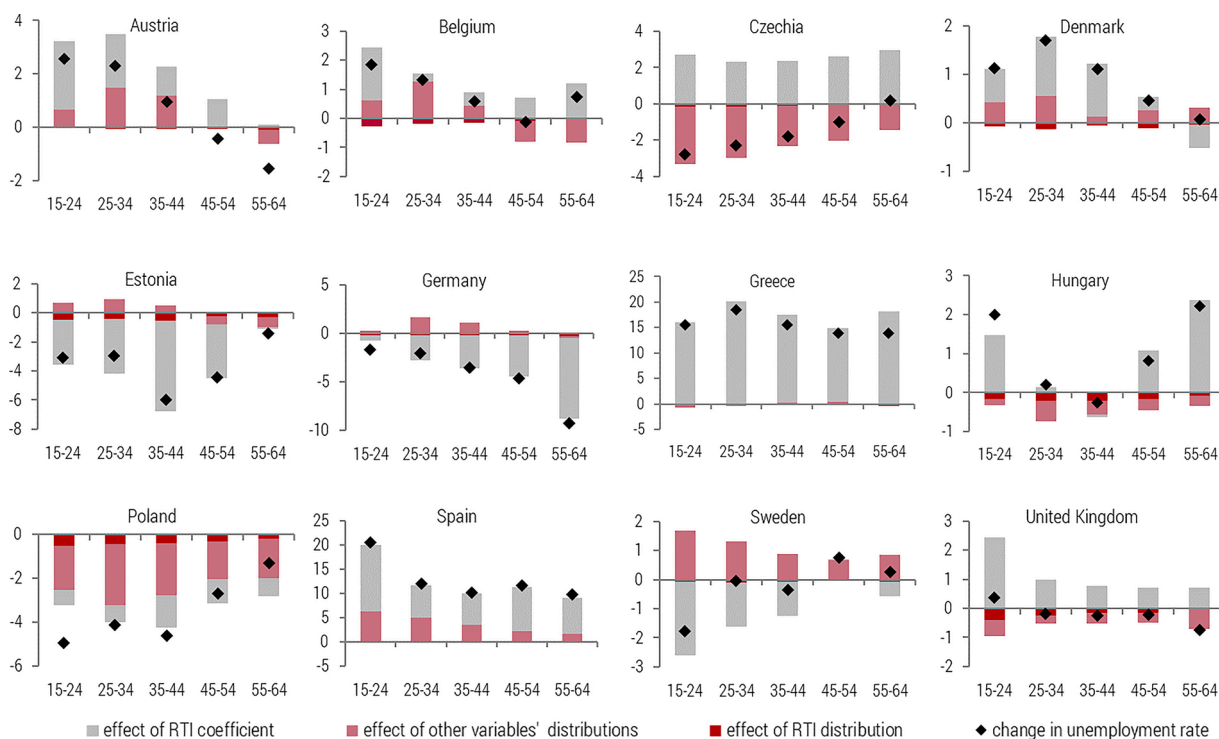 Austria
4
2
0
-2
15-24 25-34 35-44 45-54 55-64
Belgium
3
2
1
0
-1
2
15-24 25-34 35-44 45-54 55-64
Czechia
4
2
0
-2
-4
15-24 25-34 35-44 45-54 55-64
Denmark
2
1
0
-1
15-24 25-34 35-44 45-54 55-64
Estonia
2
0
-2
-4
-6
-8
15-24 25-34 35-44 45-54 55-64
Germany
5
0
-5
-10
15-24 25-34 35-44 45-54 55-64
Greece
25
20
15
10
5
0
-5
15-24 25-34 35-44 45-54 55-64
Hungary
3
2
1
0
-1
15-24 25-34 35-44 45-54 55-64
Poland
0
-2
-4
-6
15-24 25-34 35-44 45-54 55-64
Spain
25
20
15
10
5
0
-5
15-24 25-34 35-44 45-54 55-64
Sweden
2
1
0
-1
-2
-3
15-24 25-34 35-44 45-54 55-64
United Kingdom
3
2
1
0
-1
-2
15-24 25-34 35-44 45-54 55-64
effect of RTI coefficient effect of other variables' distributions effect of RTI distribution change in unemployment rate